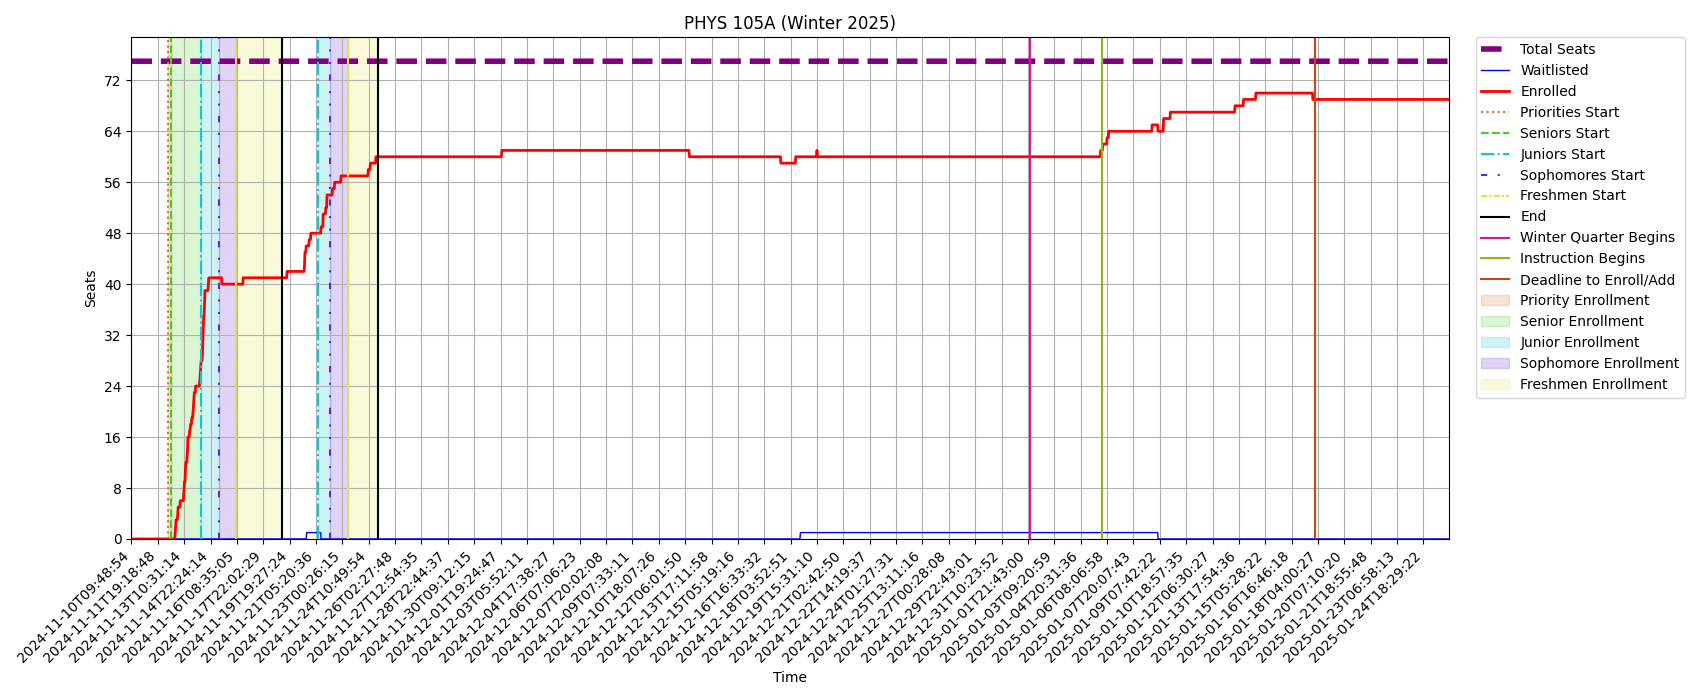 PHYS 105A (Winter 2025)
Seats
72
64
56
48
40
32
24
16
8
0
2024-11-10T09:48:54
2024-11-11T19:18:48
2024-11-13T10:31:14
2024-11-14T22:24:14
2024-11-16T08:35:05
2024-11-17T22:02:29
2024-11-19T19:27:24
2024-11-21T05:20:36
2024-11-23T00:26:15
2024-11-24T10:49:54
2024-11-26T02:27:48
2024-11-27T12:54:35
2024-11-28T22:44:37
2024-11-30T09:12:15
2024-12-01T19:24:47
2024-12-03T05:52:11
2024-12-04T17:38:27
2024-12-06T07:06:23
2024-12-07T20:02:08
2024-12-09T07:33:11
2024-12-10T18:07:26
2024-12-12T06:01:50
2024-12-13T17:11:58
2024-12-15T05:19:16
2024-12-16T16:33:32
2024-12-18T03:52:51
2024-12-19T15:31:10
2024-12-21T02:42:50
2024-12-22T14:19:37
2024-12-24T01:27:31
2024-12-25T13:11:16
2024-12-27T00:28:08
2024-12-29T22:43:01
2024-12-31T10:23:52
2025-01-01T21:43:00
2025-01-03T09:20:59
2025-01-04T20:31:36
2025-01-06T08:06:58
2025-01-07T20:07:43
2025-01-09T07:42:22
2025-01-10T18:57:35
2025-01-12T06:30:27
2025-01-13T17:54:36
2025-01-15T05:28:22
2025-01-16T16:46:18
2025-01-18T04:00:27
2025-01-20T07:10:20
2025-01-21T18:55:48
2025-01-23T06:58:13
2025-01-24T18:29:22
Time
Total Seats
Waitlisted
Enrolled
Priorities Start
Seniors Start
Juniors Start
Sophomores Start
Freshmen Start
End
Winter Quarter Begins
Instruction Begins
Deadline to Enroll/Add
Priority Enrollment
Senior Enrollment
Junior Enrollment
Sophomore Enrollment
Freshmen Enrollment